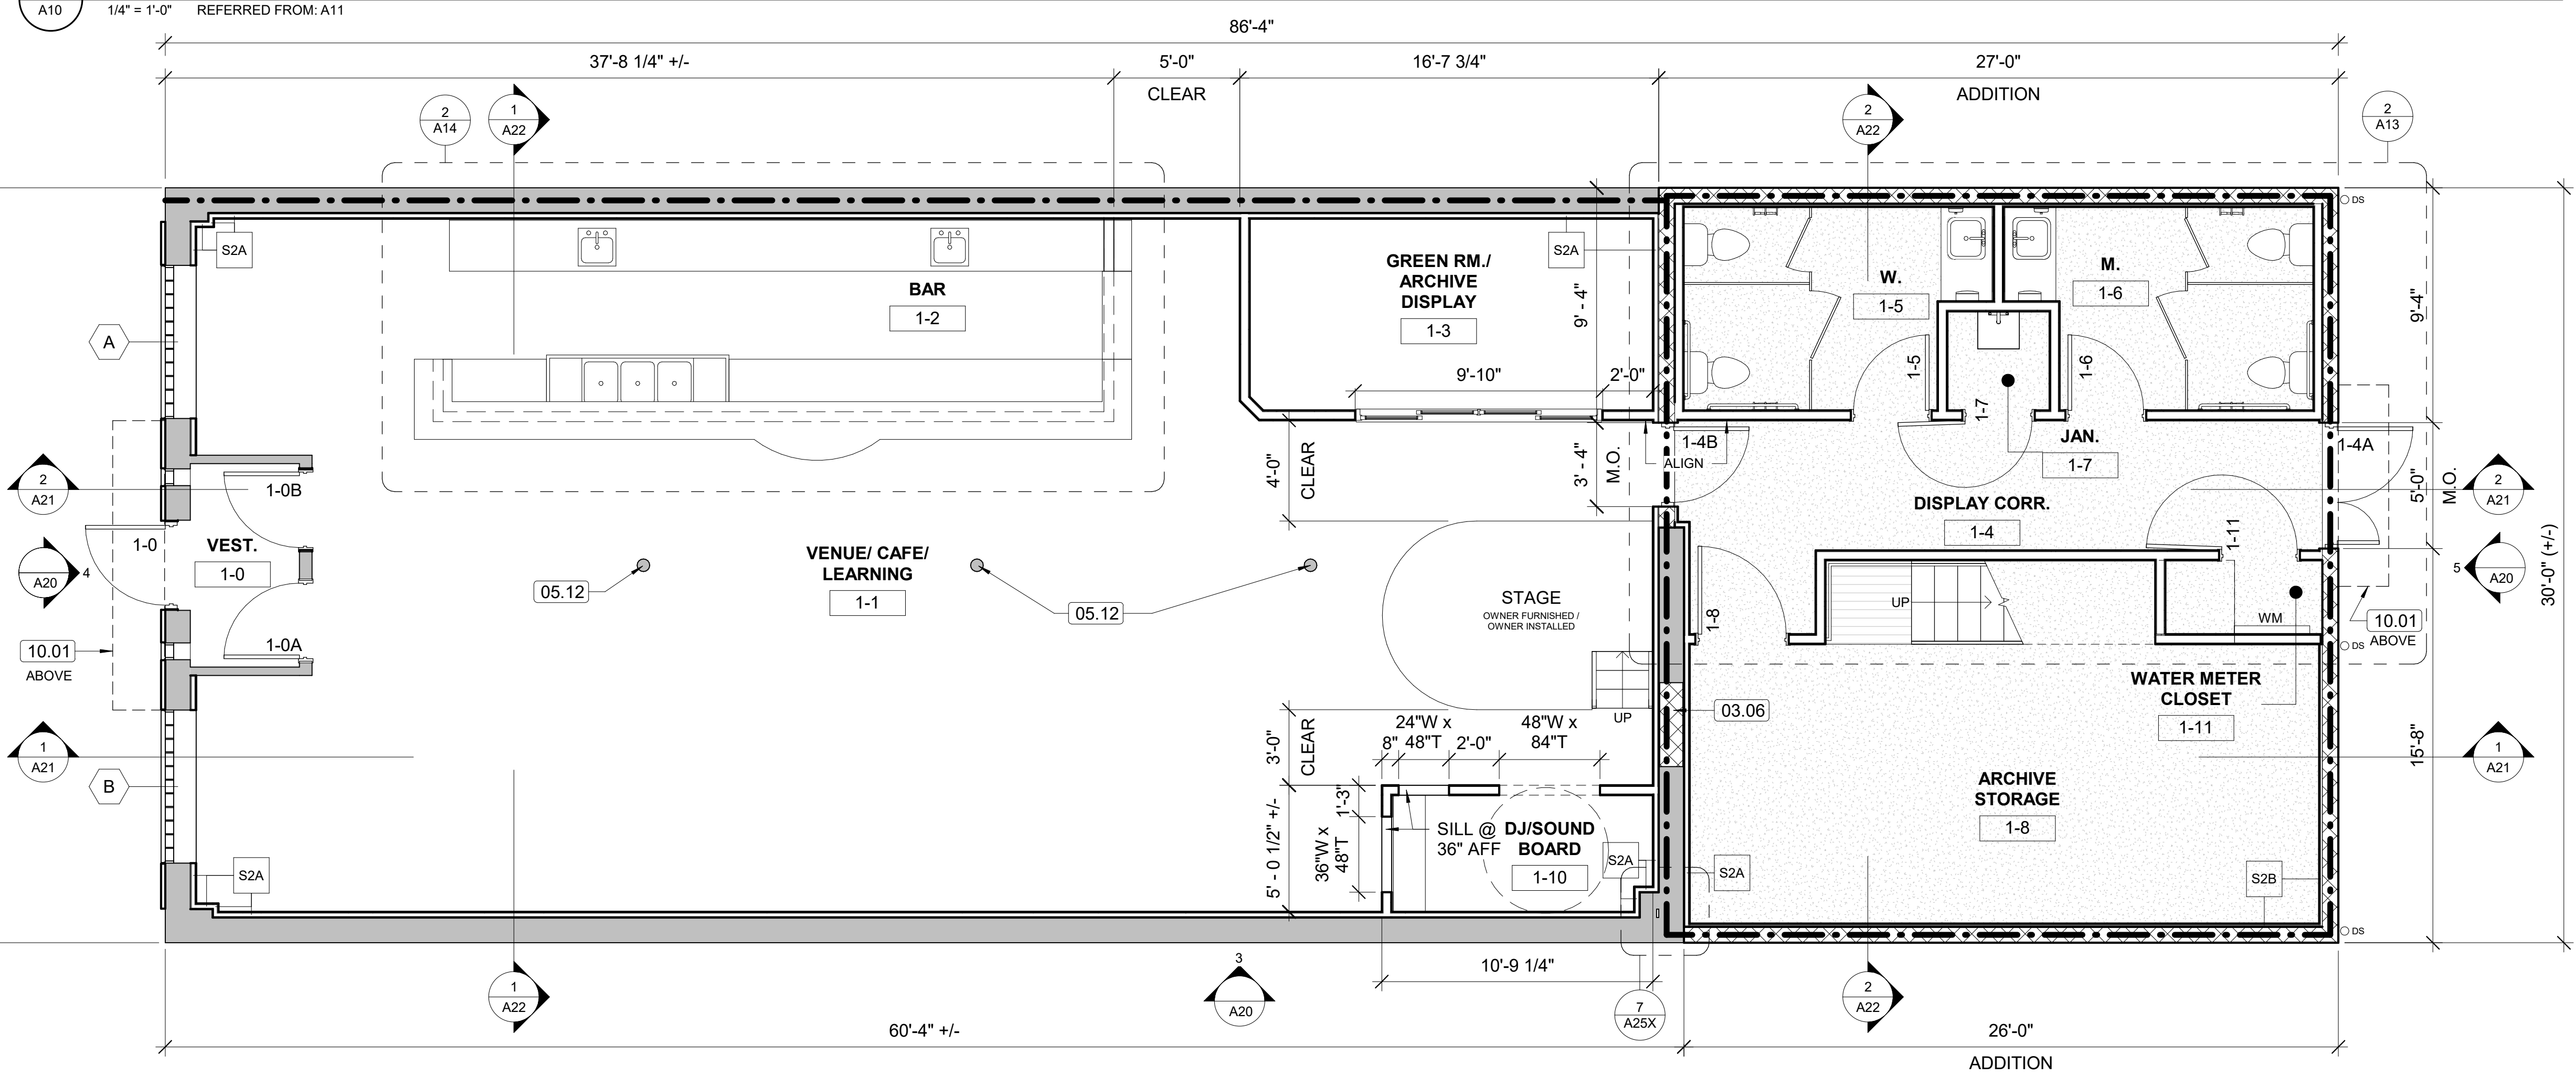 A10
1/4" = 1'-0" REFERRED FROM: A11
86'-4"
37'-8 1/4" +/-
5'-0"
CLEAR
16'-7 3/4"
27'-0"
ADDITION
2
A14
1
A22
2
A22
2
A13
DS
S2A
BAR
1-2
GREEN RM./
ARCHIVE
DISPLAY
1-3
S2A
9' - 4"
9'-10"
2'-0"
W.
1-5
M.
1-6
1-5
1-6
1-7
JAN.
1-7
9'-4"
A
1-4B
ALIGN
1-4A
4'-0"
CLEAR
3' - 4"
M.O.
5'-0"
M.O.
2
A21
1-0B
1-0
VEST.
1-0
4
A20
1-0A
10.01
ABOVE
05.12
VENUE/ CAFE/
LEARNING
1-1
05.12
STAGE
OWNER FURNISHED /
OWNER INSTALLED
UP
DISPLAY CORR.
1-4
1-11
2
A21
5
A20
30'-0" (+/-)
1-8
UP
WM
10.01
ABOVE
DS
03.06
WATER METER
CLOSET
1-11
1
A21
3'-0"
CLEAR
8"
24"W x
48"T
2'-0"
48"W x
84"T
1
A21
15'-8"
B
ARCHIVE
STORAGE
1-8
5' - 0 1/2" +/-
1'-3"
36"W x
48"T
SILL @
36" AFF
DJ/SOUND
BOARD
1-10
S2A
S2A
S2A
S2B
DS
10'-9 1/4"
1
A22
3
A20
7
A25X
2
A22
60'-4" +/-
26'-0"
ADDITION